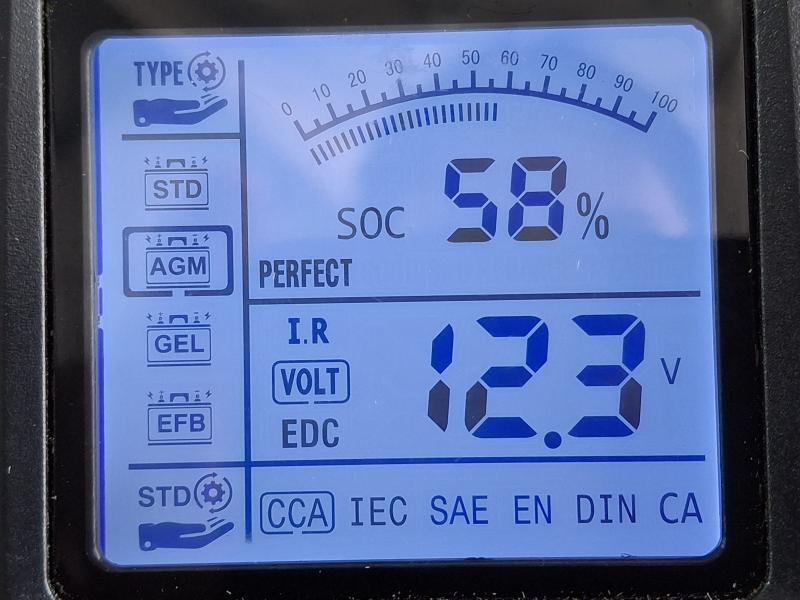 TYPE
0 10 20 30 40 50 60 70 80 90 100
STD
SOC 58 %
AGM
PERFECT
GEL
I.R
VOLT
12.3 V
EFB
EDC
STD
CCA IEC SAE EN DIN CA